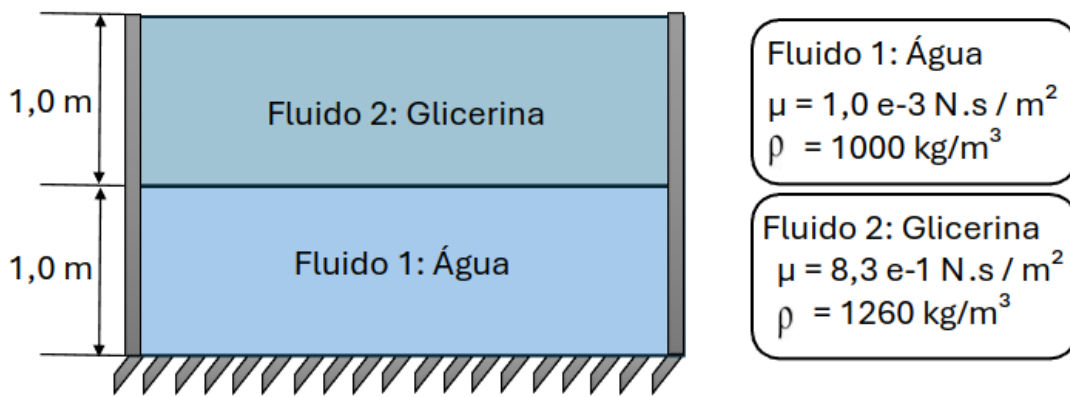 1,0 m
Fluido 2: Glicerina
1,0 m
Fluido 1: Água
Fluido 1: Água
μ = 1,0 e-3 N.s / m²
ρ = 1000 kg/m³
Fluido 2: Glicerina
μ = 8,3 e-1 N.s / m²
ρ = 1260 kg/m³